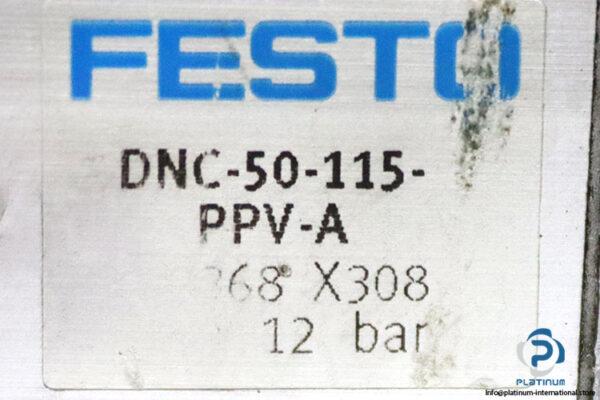 FESTO
DNC-50-115-
PPV-A
X308
12 bar
PLATINUM
info@platinum-international.store